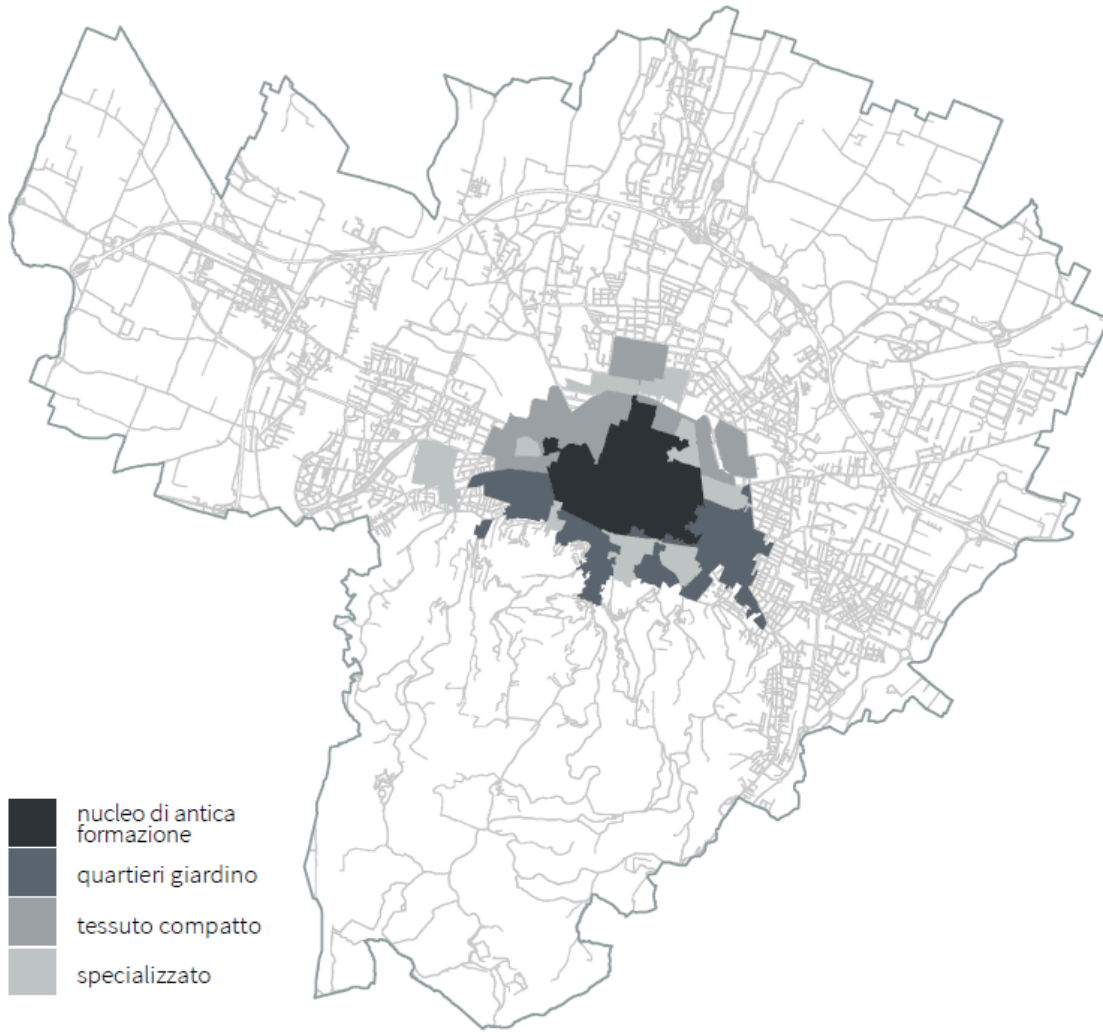 nucleo di antica
formazione
quartieri giardino
tessuto compatto
specializzato